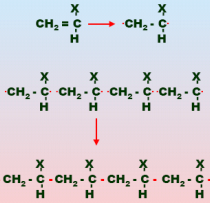 X X
CH₂ = C → ·CH₂ - C·
H H
X X X X
·CH₂ - C· ·CH₂ - C· ·CH₂ - C· ·CH₂ - C·
H H H H
X X X X
CH₂ - C - CH₂ - C - CH₂ - C - CH₂ - C -
H H H H